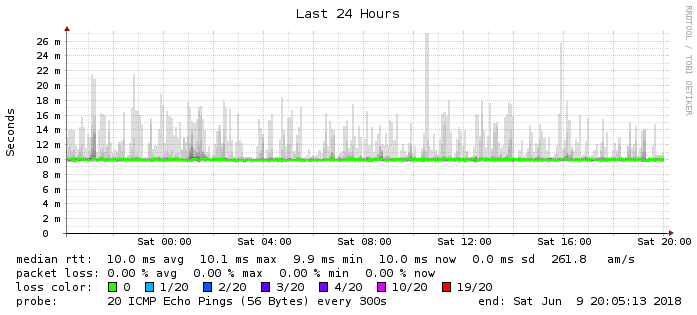 Last 24 Hours
RRDTOOL / TOBI OETIKER
Seconds
26 m
24 m
22 m
20 m
18 m
16 m
14 m
12 m
10 m
8 m
6 m
4 m
2 m
0
Sat 00:00 Sat 04:00 Sat 08:00 Sat 12:00 Sat 16:00 Sat 20:00
median rtt: 10.0 ms avg 10.1 ms max 9.9 ms min 10.0 ms now 0.0 ms sd 261.8 am/s
packet loss: 0.00 % avg 0.00 % max 0.00 % min 0.00 % now
loss color: 0 1/20 2/20 3/20 4/20 10/20 19/20
probe: 20 ICMP Echo Pings (56 Bytes) every 300s end: Sat Jun 9 20:05:13 2018